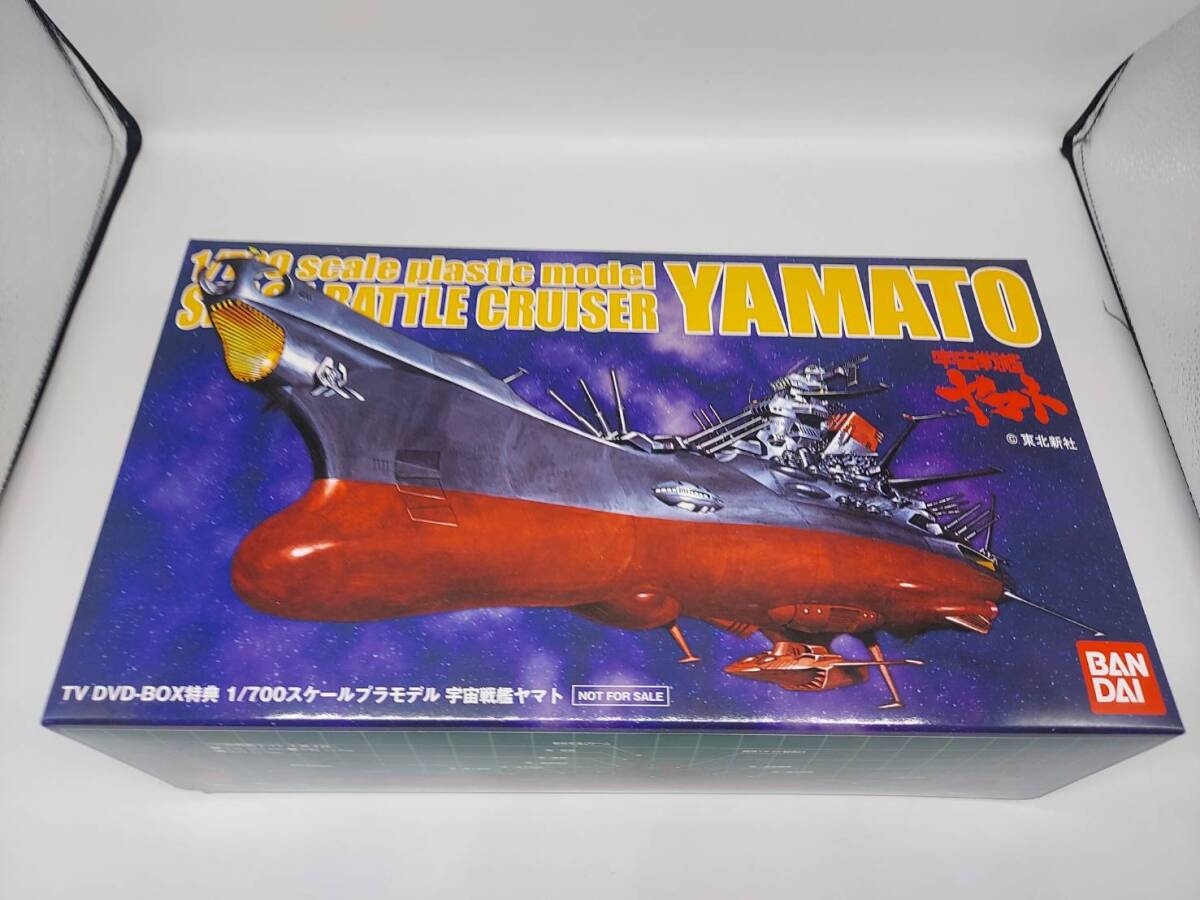 scale plastic model
BATTLE CRUISER YAMATO
宇宙戦艦
ヤマト
© 東北新社
TV DVD-BOX特典 1/700スケールプラモデル 宇宙戦艦ヤマト NOT FOR SALE
BAN
DAI